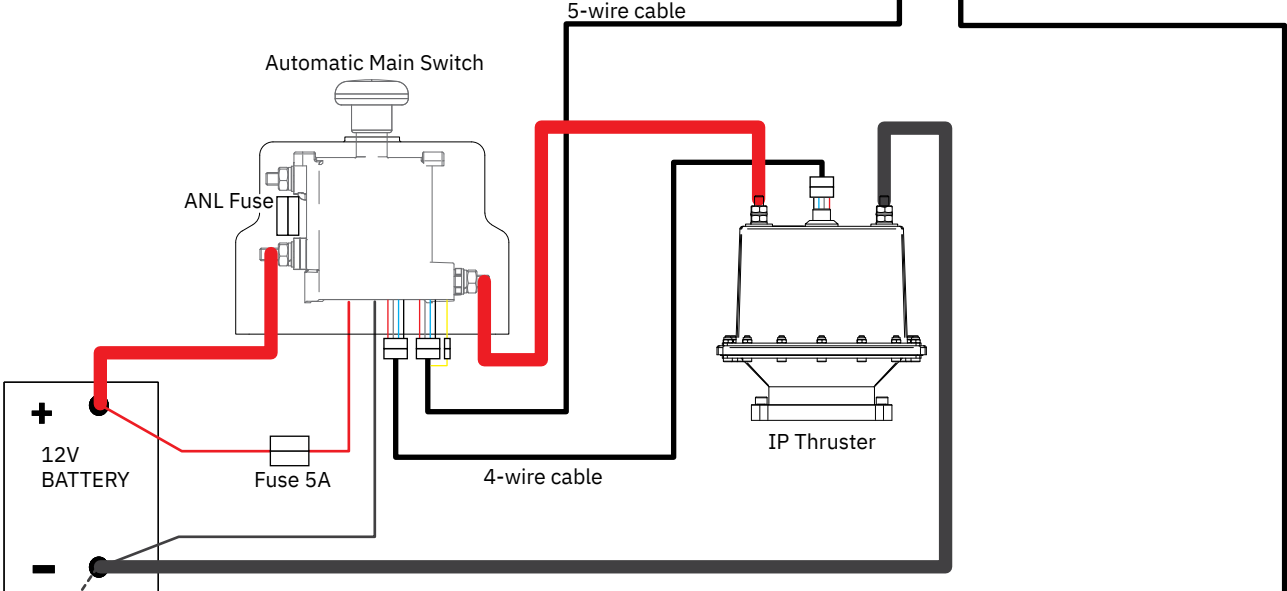 5-wire cable
Automatic Main Switch
ANL Fuse
+
12V
BATTERY
Fuse 5A
4-wire cable
IP Thruster
-